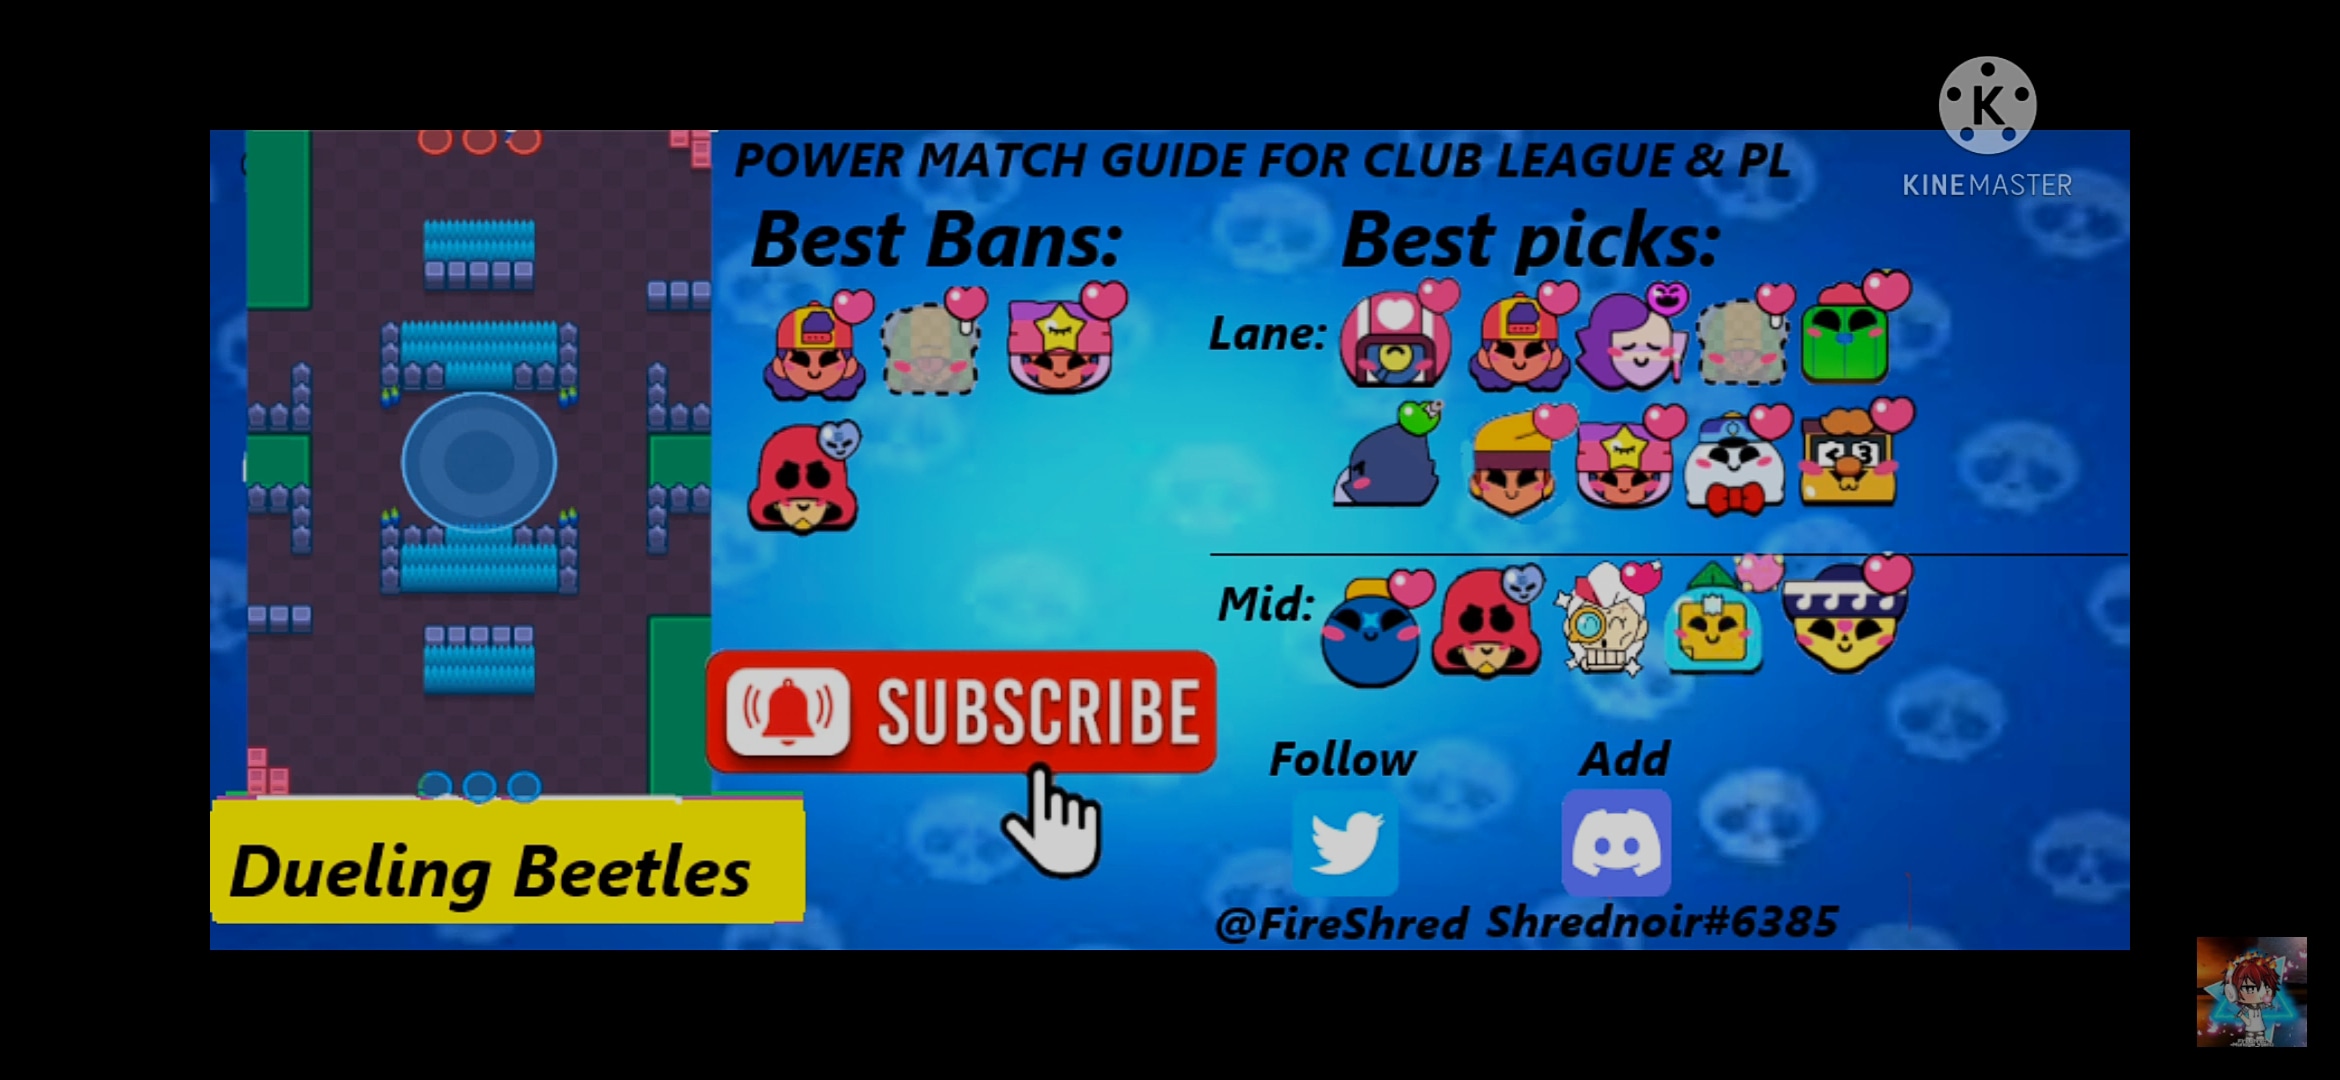 K
KINEMASTER
POWER MATCH GUIDE FOR CLUB LEAGUE & PL
Best Bans:
Best picks:
Lane:
Mid:
SUBSCRIBE
Follow
Add
Dueling Beetles
@FireShred
Shrednoir#6385